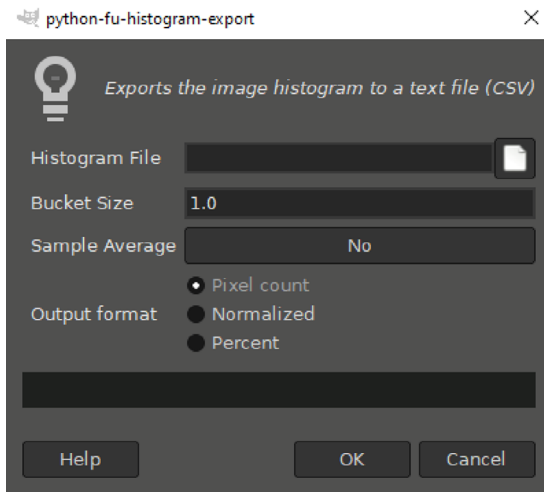 python-fu-histogram-export
Exports the image histogram to a text file (CSV)
Histogram File
Bucket Size 1.0
Sample Average No
Output format
Pixel count
Normalized
Percent
Help OK Cancel